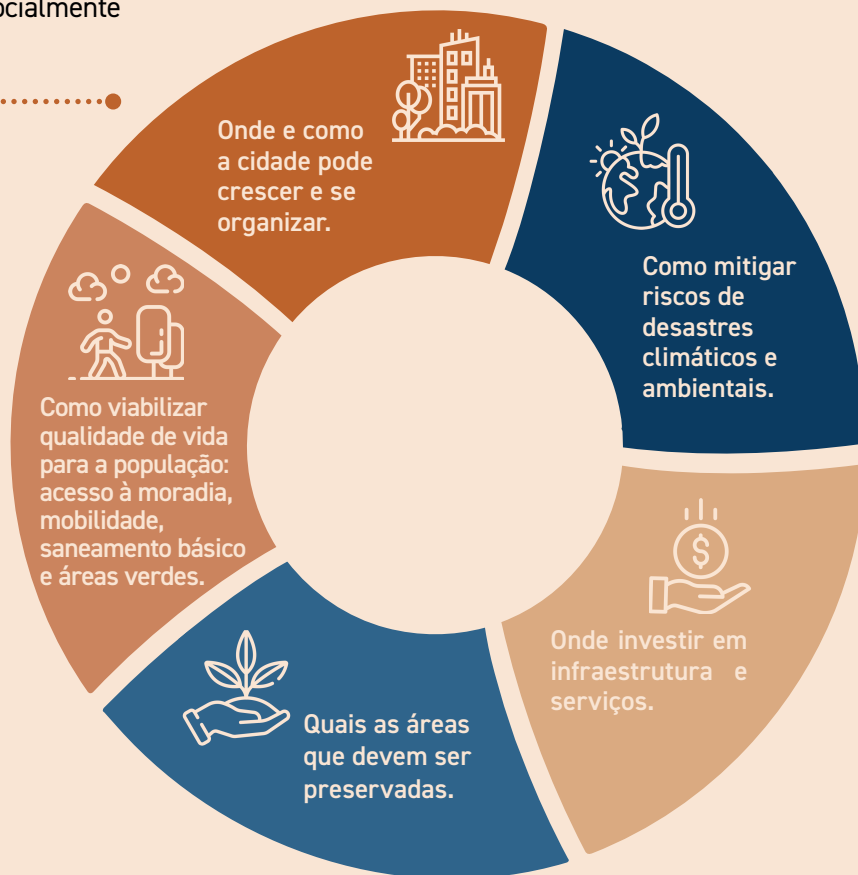 ocialmente
Onde e como
a cidade pode
crescer e se
organizar.
Como mitigar
riscos de
desastres
climáticos e
ambientais.
Onde investir em
infraestrutura e
serviços.
Quais as áreas
que devem ser
preservadas.
Como viabilizar
qualidade de vida
para a população:
acesso à moradia,
mobilidade,
saneamento básico
e áreas verdes.
$